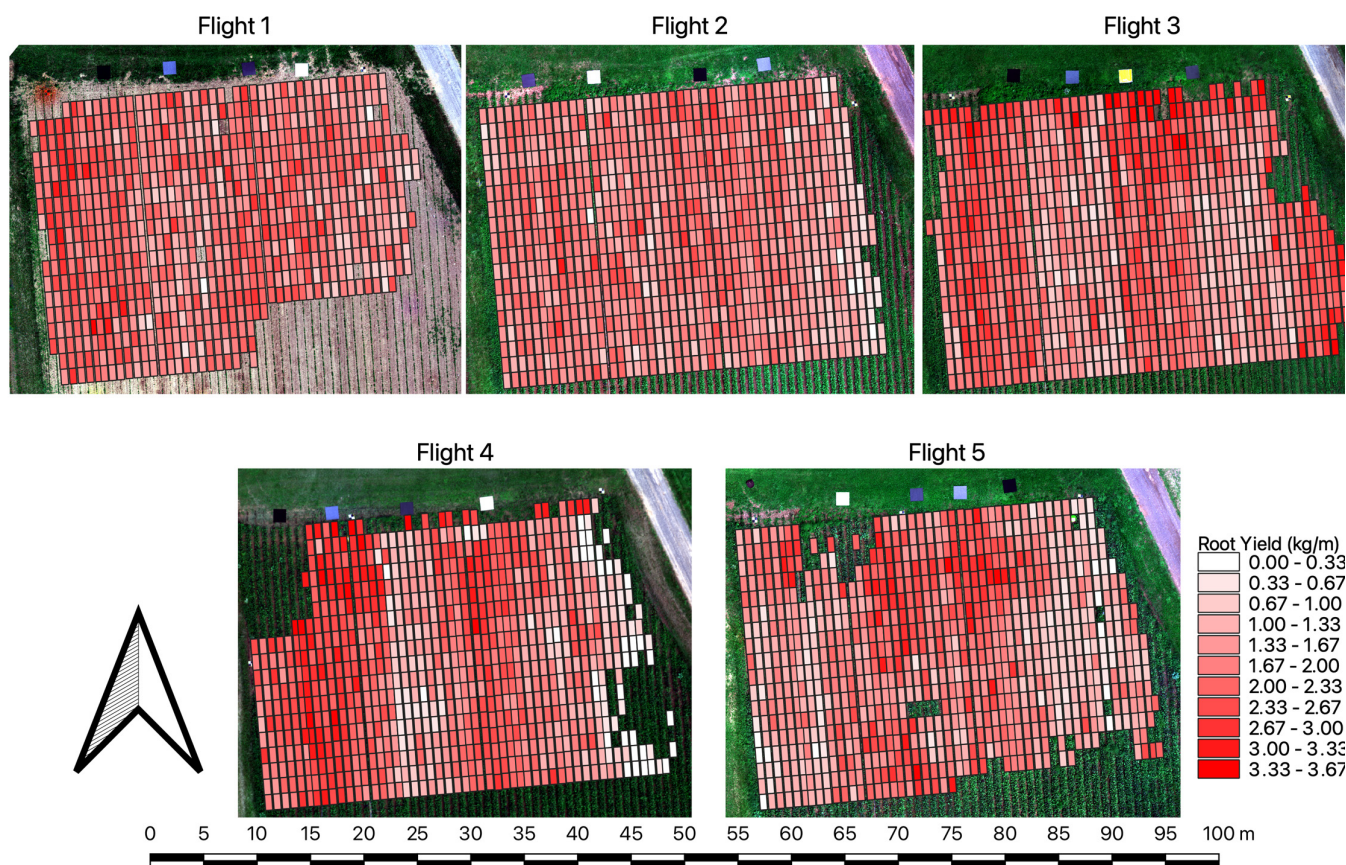 Flight 1
Flight 2
Flight 3
Flight 4
Flight 5
Root Yield (kg/m)
0.00 - 0.33
0.33 - 0.67
0.67 - 1.00
1.00 - 1.33
1.33 - 1.67
1.67 - 2.00
2.00 - 2.33
2.33 - 2.67
2.67 - 3.00
3.00 - 3.33
3.33 - 3.67
0 5 10 15 20 25 30 35 40 45 50 55 60 65 70 75 80 85 90 95 100 m